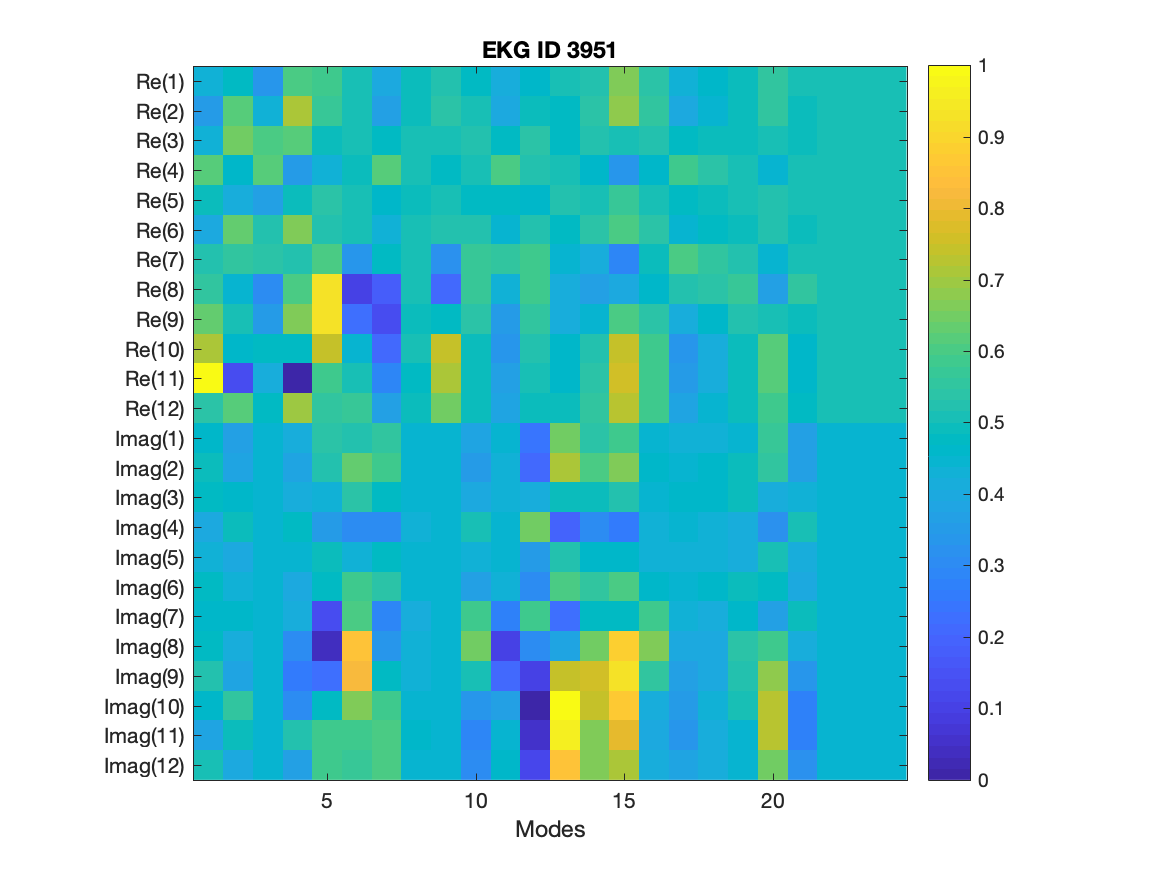 EKG ID 3951
Re(1)
Re(2)
Re(3)
Re(4)
Re(5)
Re(6)
Re(7)
Re(8)
Re(9)
Re(10)
Re(11)
Re(12)
Imag(1)
Imag(2)
Imag(3)
Imag(4)
Imag(5)
Imag(6)
Imag(7)
Imag(8)
Imag(9)
Imag(10)
Imag(11)
Imag(12)
5 10 15 20
Modes
1
0.9
0.8
0.7
0.6
0.5
0.4
0.3
0.2
0.1
0